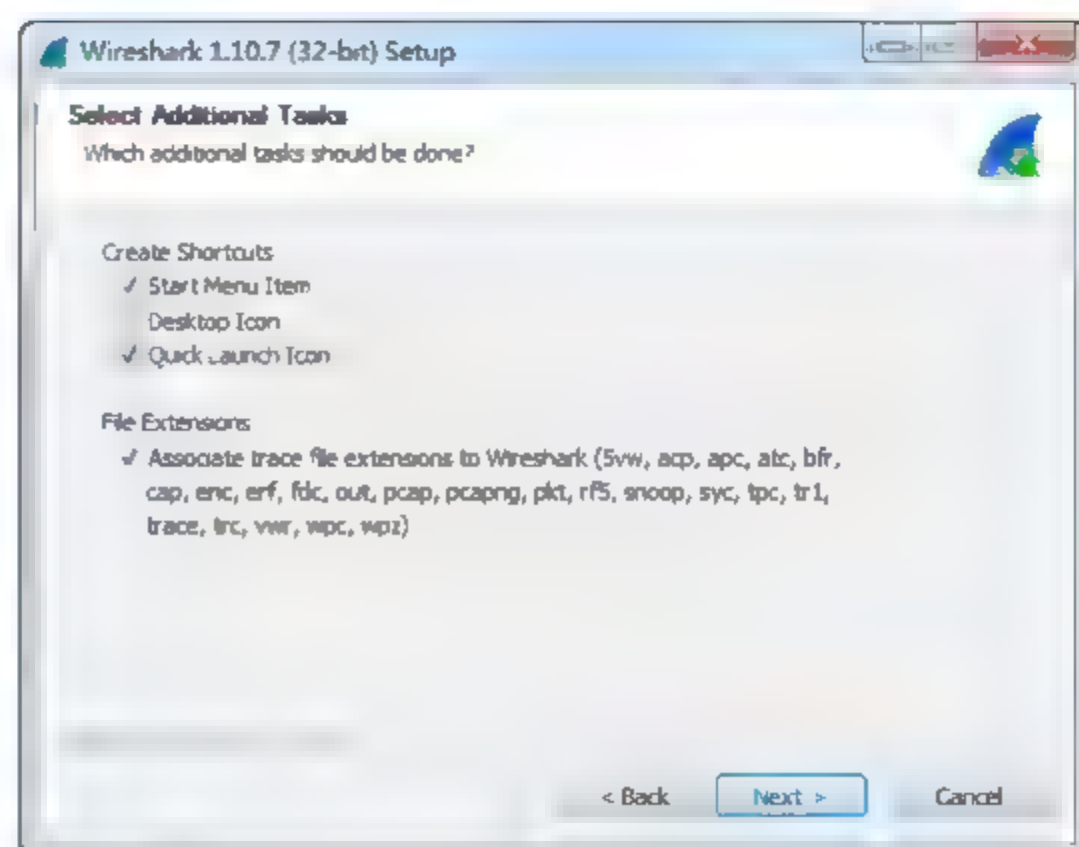 Wireshark 1.10.7 (32-bit) Setup
Select Additional Tasks
Which additional tasks should be done?
Create Shortcuts
✓ Start Menu Item
Desktop Icon
✓ Quick Launch Icon
File Extensions
✓ Associate trace file extensions to Wireshark (5vw, acp, apc, atc, bfr,
cap, enc, erf, fdc, out, pcap, pcapng, pkt, rf5, snoop, syc, tpc, tr1,
trace, trc, vwr, wpc, wpz)
< Back Next > Cancel